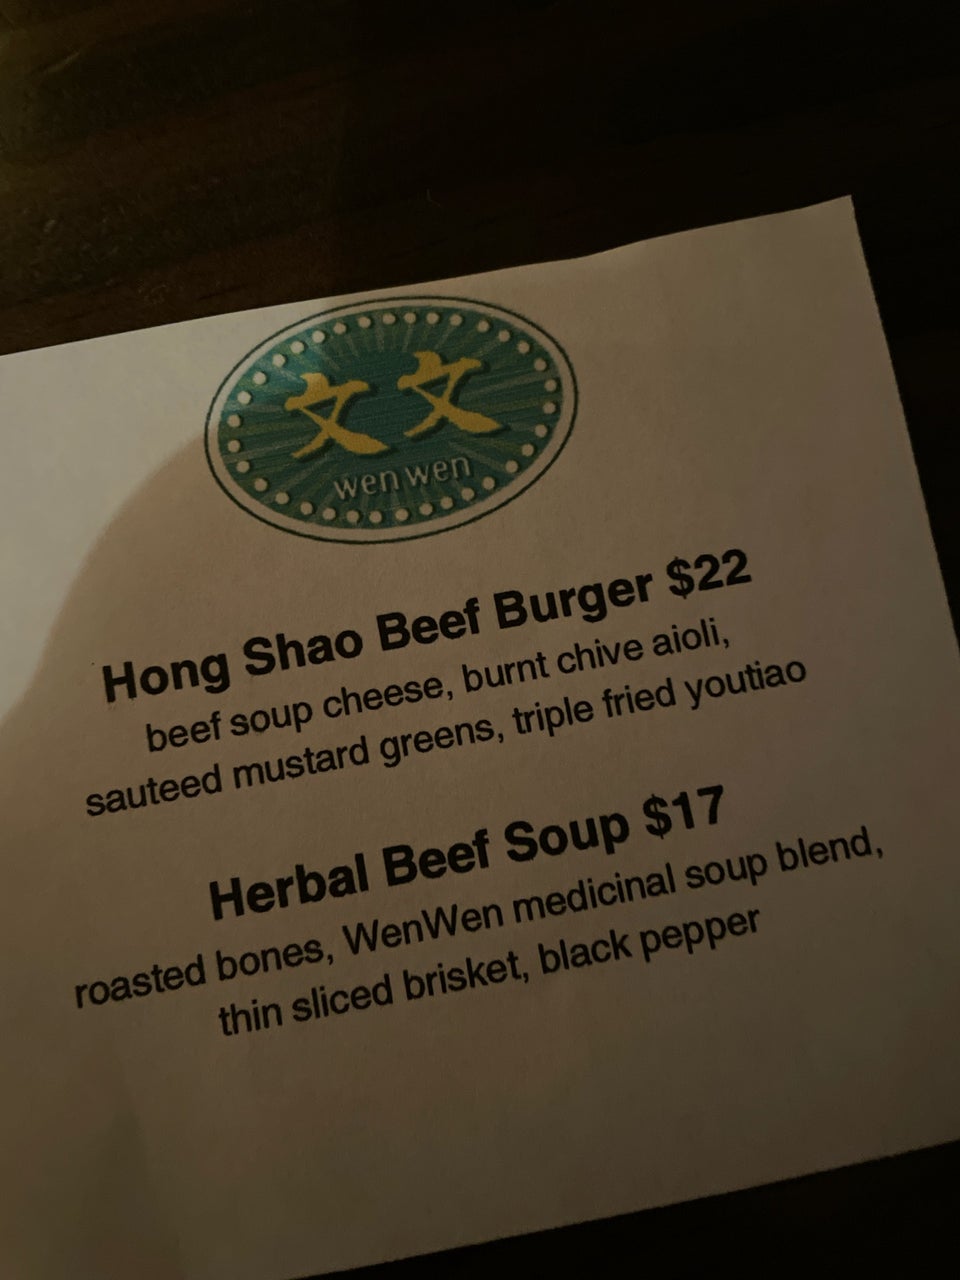 文文
wen wen
Hong Shao Beef Burger $22
beef soup cheese, burnt chive aioli,
sauteed mustard greens, triple fried youtiao
Herbal Beef Soup $17
roasted bones, WenWen medicinal soup blend,
thin sliced brisket, black pepper